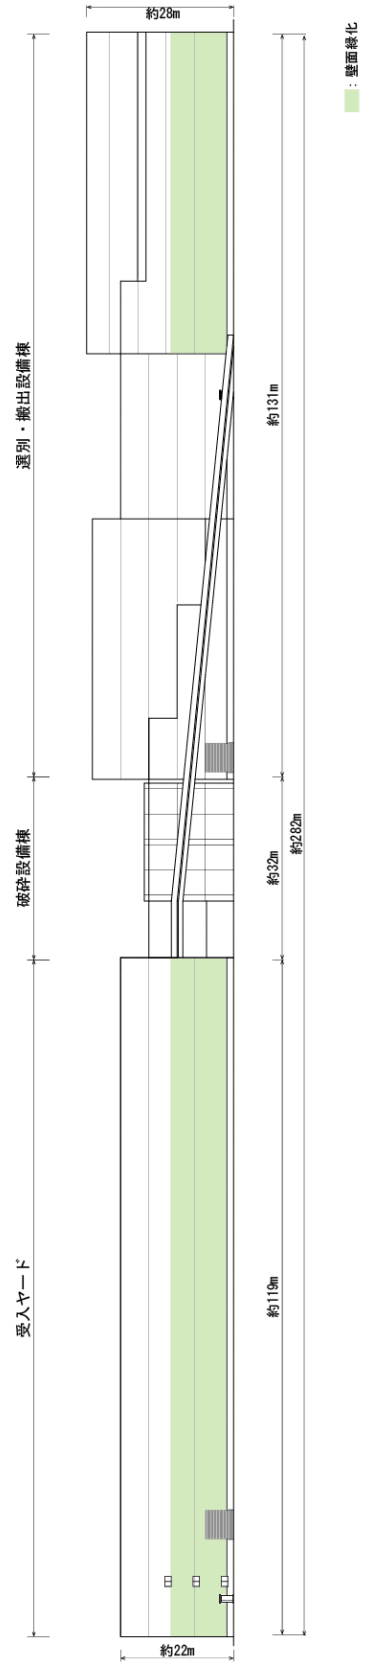 約28m
：壁面緑化
選別・搬出設備棟
約131m
破砕設備棟
約32m
約282m
受入ヤード
約119m
約22m